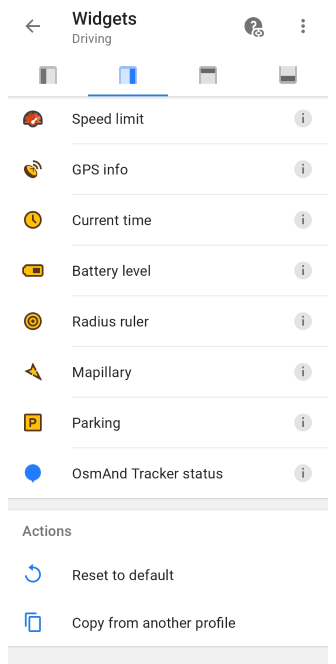 Widgets
Driving
Speed limit
GPS info
Current time
Battery level
Radius ruler
Mapillary
P Parking
OsmAnd Tracker status
Actions
Reset to default
Copy from another profile